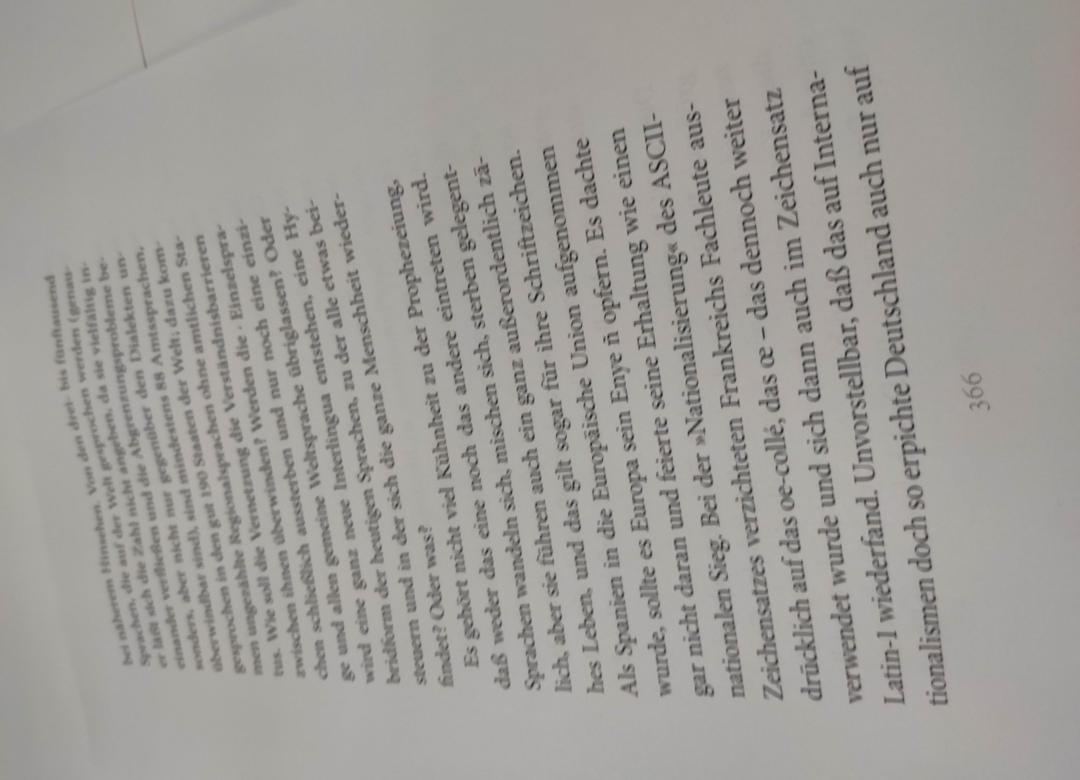 bei näherem Hinsehen. Von den drei- bis fünftausend
Sprachen, die auf der Welt gesprochen werden (genau-
er läßt sich die Zahl nicht angeben, da sie vielfältig in-
einander verfließen und die Abgrenzungsprobleme be-
sonders, aber nicht nur gegenüber den Dialekten un-
überwindbar sind), sind mindestens 88 Amtssprachen,
gesprochen in den gut 190 Staaten der Welt; dazu kom-
men ungezählte Regionalsprachen ohne amtlichen Sta-
tus. Wie soll die Vernetzung die Verständnisbarrieren
zwischen ihnen überwinden? Werden die Einzelspra-
chen schließlich aussterben und nur noch eine einzi-
ge und allen gemeine Weltsprache übriglassen? Oder
wird eine ganz neue Interlingua entstehen, eine Hy-
bridform der heutigen Sprachen, zu der alle etwas bei-
steuern und in der sich die ganze Menschheit wieder-
findet? Oder was?
Es gehört nicht viel Kühnheit zu der Prophezeiung,
daß weder das eine noch das andere eintreten wird.
Sprachen wandeln sich, mischen sich, sterben gelegent-
lich, aber sie führen auch ein ganz außerordentlich zä-
hes Leben, und das gilt sogar für ihre Schriftzeichen.
Als Spanien in die Europäische Union aufgenommen
wurde, sollte es Europa sein Enye ñ opfern. Es dachte
gar nicht daran und feierte seine Erhaltung wie einen
nationalen Sieg. Bei der »Nationalisierung« des ASCII-
Zeichensatzes verzichteten Frankreichs Fachleute aus-
drücklich auf das oe-collé, das œ – das dennoch weiter
verwendet wurde und sich dann auch im Zeichensatz
Latin-1 wiederfand. Unvorstellbar, daß das auf Interna-
tionalismen doch so erpichte Deutschland auch nur auf
366